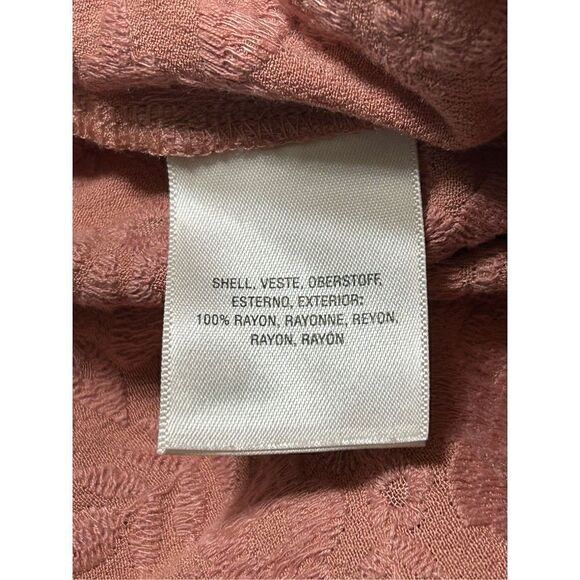 SHELL, VESTE, OBERSTOFF,
ESTERNO, EXTERIOR:
100% RAYON, RAYONNE, REYON,
RAYON, RAYON